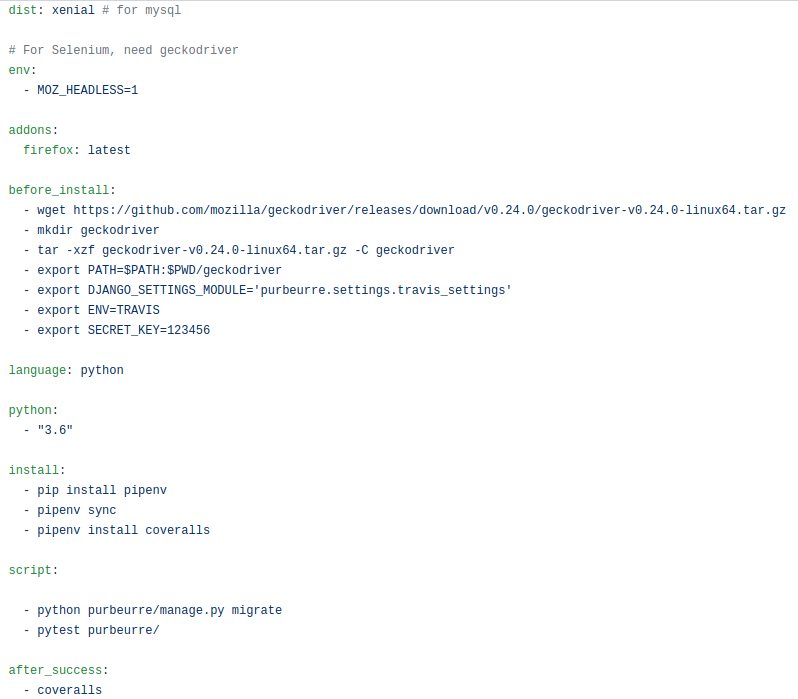 dist: xenial # for mysql
# For Selenium, need geckodriver
env:
- MOZ_HEADLESS=1
addons:
firefox: latest
before_install:
- wget https://github.com/mozilla/geckodriver/releases/download/v0.24.0/geckodriver-v0.24.0-linux64.tar.gz
- mkdir geckodriver
- tar -xzf geckodriver-v0.24.0-linux64.tar.gz -C geckodriver
- export PATH=$PATH:$PWD/geckodriver
- export DJANGO_SETTINGS_MODULE='purbeurre.settings.travis_settings'
- export ENV=TRAVIS
- export SECRET_KEY=123456
language: python
python:
- "3.6"
install:
- pip install pipenv
- pipenv sync
- pipenv install coveralls
script:
- python purbeurre/manage.py migrate
- pytest purbeurre/
after_success:
- coveralls